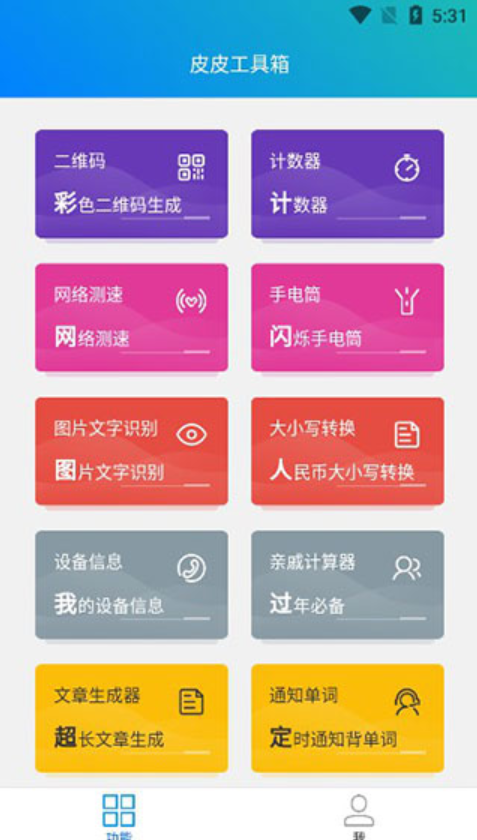 5:31
皮皮工具箱
二维码
彩色二维码生成
计数器
计数器
网络测速
网络测速
手电筒
闪烁手电筒
图片文字识别
图片文字识别
大小写转换
人民币大小写转换
设备信息
我的设备信息
亲戚计算器
过年必备
文章生成器
超长文章生成
通知单词
定时通知背单词
功能
我